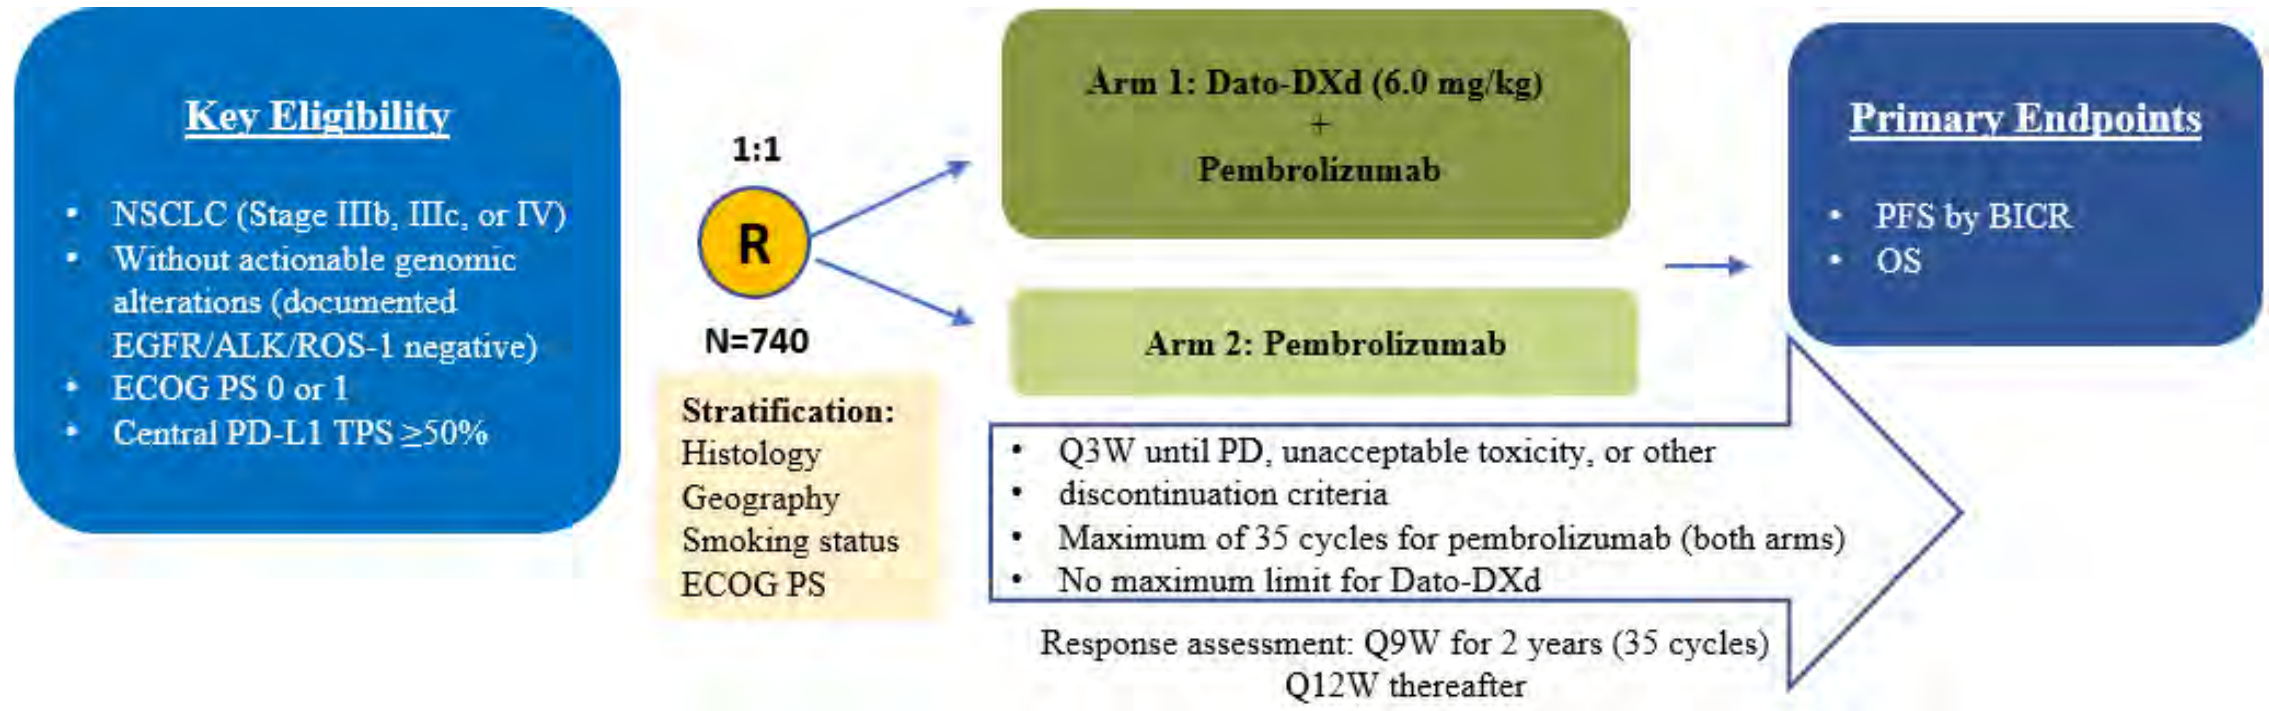 Key Eligibility
• NSCLC (Stage IIIb, IIIc, or IV)
• Without actionable genomic
alterations (documented
EGFR/ALK/ROS-1 negative)
• ECOG PS 0 or 1
• Central PD-L1 TPS ≥50%
1:1
R
N=740
Stratification:
Histology
Geography
Smoking status
ECOG PS
Arm 1: Dato-DXd (6.0 mg/kg)
+
Pembrolizumab
Arm 2: Pembrolizumab
• Q3W until PD, unacceptable toxicity, or other
• discontinuation criteria
• Maximum of 35 cycles for pembrolizumab (both arms)
• No maximum limit for Dato-DXd
Response assessment: Q9W for 2 years (35 cycles)
Q12W thereafter
Primary Endpoints
• PFS by BICR
• OS